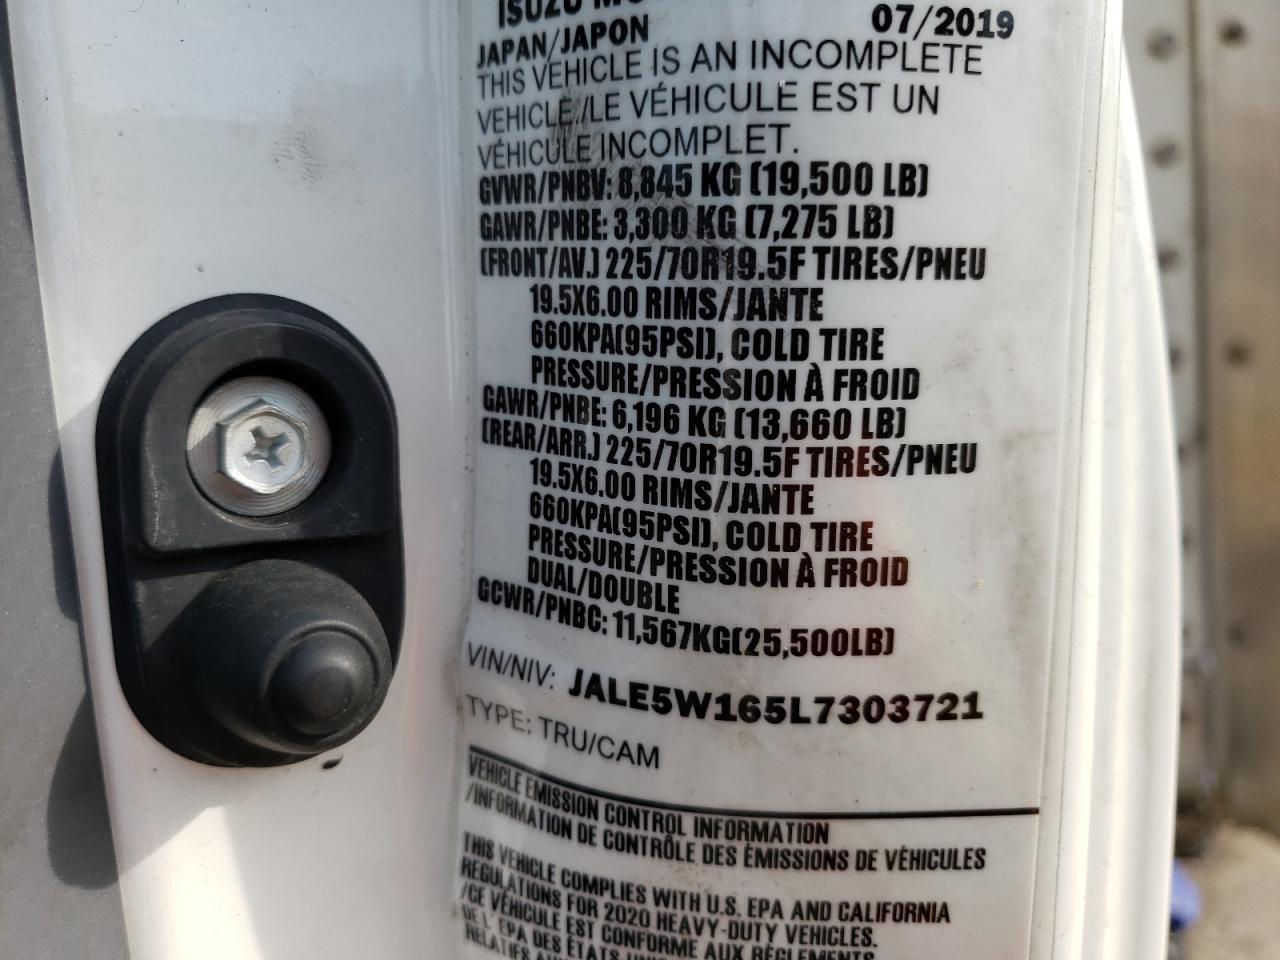 ISUZU
JAPAN/JAPON 07/2019
THIS VEHICLE IS AN INCOMPLETE
VEHICLE /LE VÉHICULE EST UN
VÉHICULE INCOMPLET.
GVWR/PNBV: 8,845 KG (19,500 LB)
GAWR/PNBE: 3,300 KG (7,275 LB)
(FRONT/AV.) 225/70R19.5F TIRES/PNEU
19.5X6.00 RIMS/JANTE
660KPA(95PSI), COLD TIRE
PRESSURE/PRESSION À FROID
GAWR/PNBE: 6,196 KG (13,660 LB)
(REAR/ARR.) 225/70R19.5F TIRES/PNEU
19.5X6.00 RIMS/JANTE
660KPA(95PSI), COLD TIRE
PRESSURE/PRESSION À FROID
DUAL/DOUBLE
GCWR/PNBC: 11,567KG(25,500LB)
VIN/NIV: JALE5W165L7303721
TYPE: TRU/CAM
VEHICLE EMISSION CONTROL INFORMATION
/INFORMATION DE CONTRÔLE DES ÉMISSIONS DE VÉHICULES
THIS VEHICLE COMPLIES WITH U.S. EPA AND CALIFORNIA
REGULATIONS FOR 2020 HEAVY-DUTY VEHICLES.
/CE VÉHICULE EST CONFORME AUX RÈGLEMENTS
DE L'EPA DES ÉTATS
RELATIFS